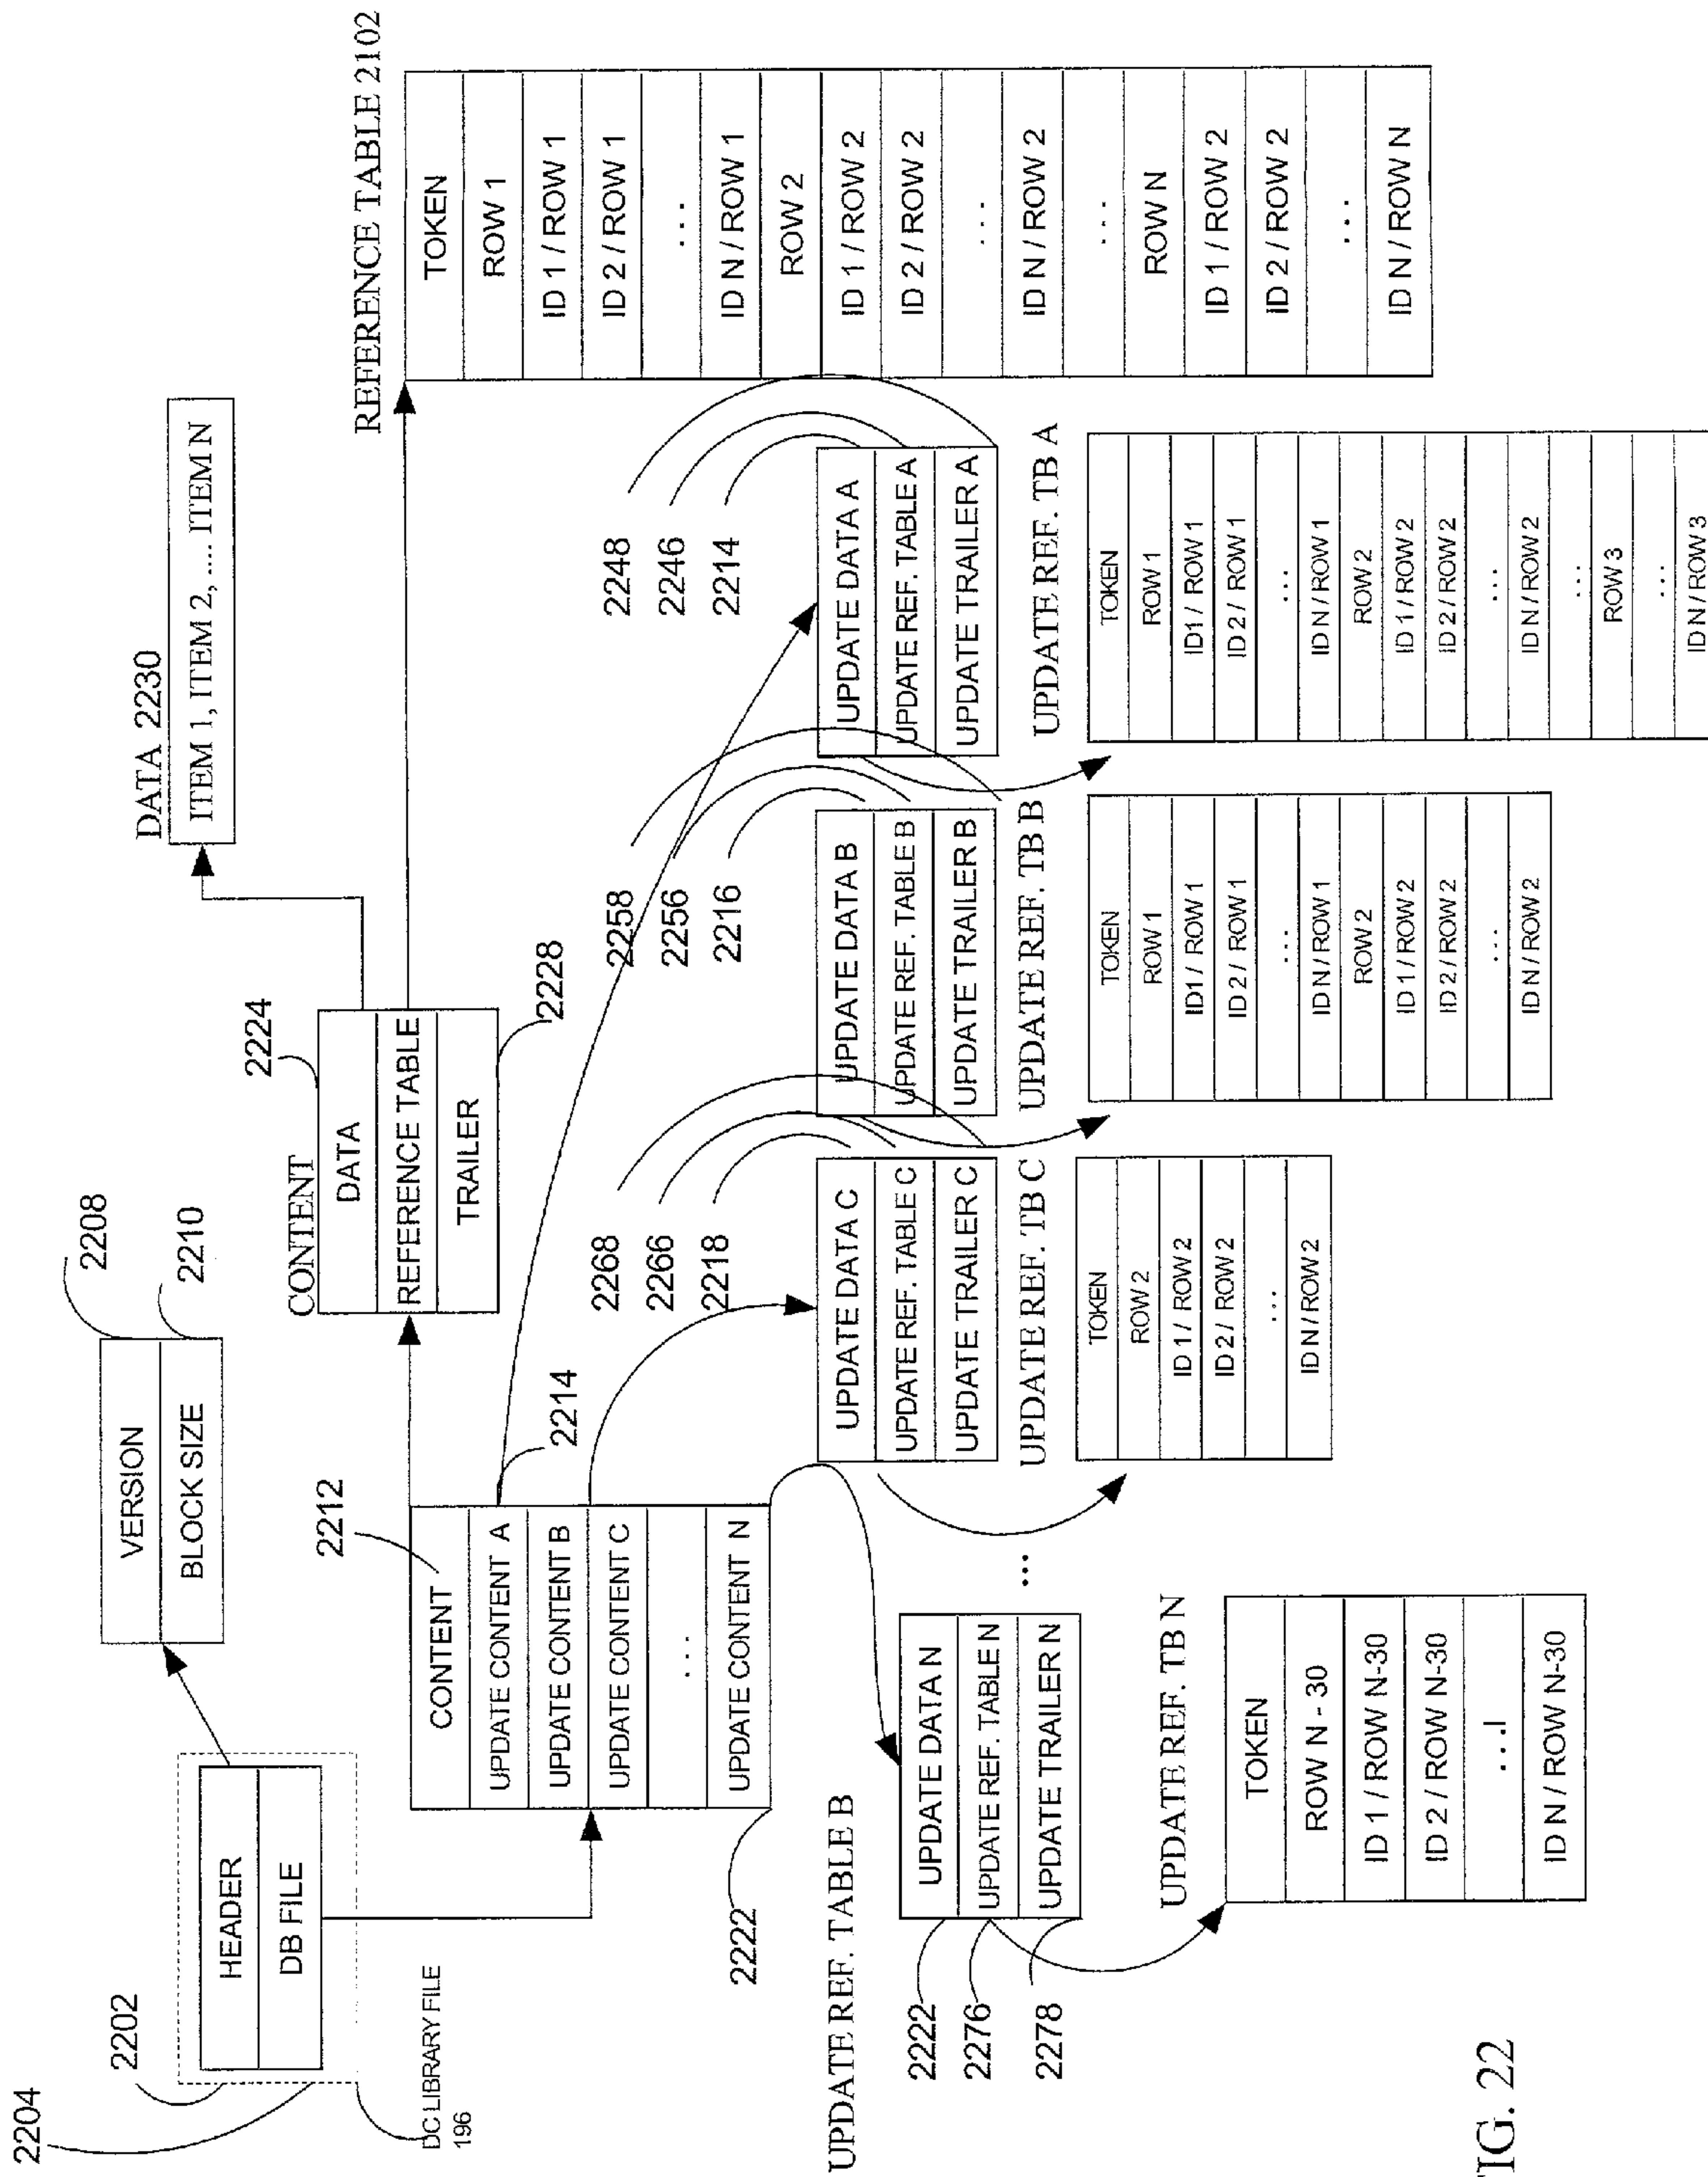 2204
2202
HEADER
DB FILE
DC LIBRARY FILE
196
2208
2210
VERSION
BLOCK SIZE
2212
CONTENT
UPDATE CONTENT A
UPDATE CONTENT B
UPDATE CONTENT C
...
UPDATE CONTENT N
2214
2222
CONTENT
2224
DATA
REFERENCE TABLE
TRAILER
2228
DATA 2230
ITEM 1, ITEM 2, .... ITEM N
REFERENCE TABLE 2102
TOKEN
ROW 1
ID 1 / ROW 1
ID 2 / ROW 1
...
ID N / ROW 1
ROW 2
ID 1 / ROW 2
ID 2 / ROW 2
...
ID N / ROW 2
...
ROW N
ID 1 / ROW 2
ID 2 / ROW 2
...
ID N / ROW N
UPDATE REF. TABLE B
UPDATE DATA N
UPDATE REF. TABLE N
UPDATE TRAILER N
2222
2276
2278
...
UPDATE REF. TB N
TOKEN
ROW N - 30
ID 1 / ROW N-30
ID 2 / ROW N-30
...l
ID N / ROW N-30
2268
2266
2218
UPDATE DATA C
UPDATE REF. TABLE C
UPDATE TRAILER C
UPDATE REF. TB C
TOKEN
ROW 2
ID 1 / ROW 2
ID 2 / ROW 2
...
ID N / ROW 2
2258
2256
2216
UPDATE DATA B
UPDATE REF. TABLE B
UPDATE TRAILER B
UPDATE REF. TB B
TOKEN
ROW 1
ID1 / ROW 1
ID 2 / ROW 1
...
ID N / ROW 1
ROW 2
ID 1 / ROW 2
ID 2 / ROW 2
...
ID N / ROW 2
2248
2246
2214
UPDATE DATA A
UPDATE REF. TABLE A
UPDATE TRAILER A
UPDATE REF. TB A
TOKEN
ROW 1
ID1 / ROW 1
ID 2 / ROW 1
...
ID N / ROW 1
ROW 2
ID 1 / ROW 2
ID 2 / ROW 2
...
ID N / ROW 2
...
ROW 3
...
ID N / ROW 3
FIG. 22